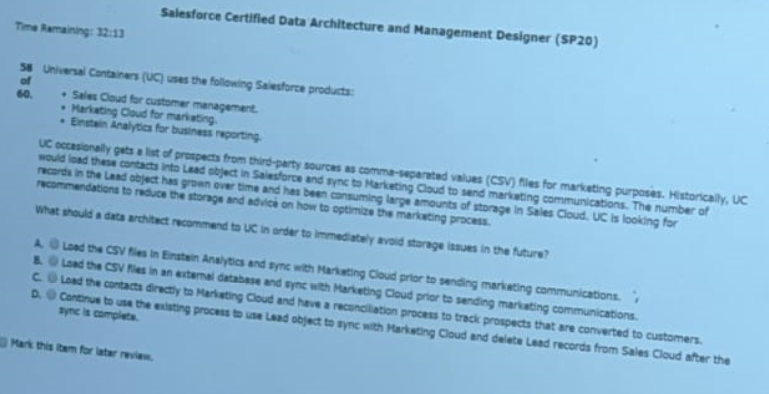 Salesforce Certified Data Architecture and Management Designer (SP20)
Time Remaining: 32:13
58 of 60. Universal Containers (UC) uses the following Salesforce products:
• Sales Cloud for customer management.
• Marketing Cloud for marketing.
• Einstein Analytics for business reporting.
UC occasionally gets a list of prospects from third-party sources as comma-separated values (CSV) files for marketing purposes. Historically, UC
would load these contacts into Lead object in Salesforce and sync to Marketing Cloud to send marketing communications. The number of
records in the Lead object has grown over time and has been consuming large amounts of storage in Sales Cloud. UC is looking for
recommendations to reduce the storage and advice on how to optimize the marketing process.
What should a data architect recommend to UC in order to immediately avoid storage issues in the future?
A. Load the CSV files in Einstein Analytics and sync with Marketing Cloud prior to sending marketing communications.
B. Load the CSV files in an external database and sync with Marketing Cloud prior to sending marketing communications.
C. Load the contacts directly to Marketing Cloud and have a reconciliation process to track prospects that are converted to customers.
D. Continue to use the existing process to use Lead object to sync with Marketing Cloud and delete Lead records from Sales Cloud after the
sync is complete.
Mark this item for later review.